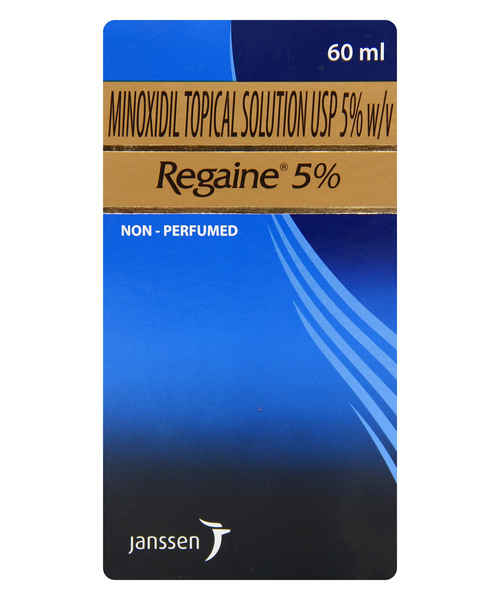 60 ml
MINOXIDIL TOPICAL SOLUTION USP 5% w/v
Regaine® 5%
NON - PERFUMED
janssen